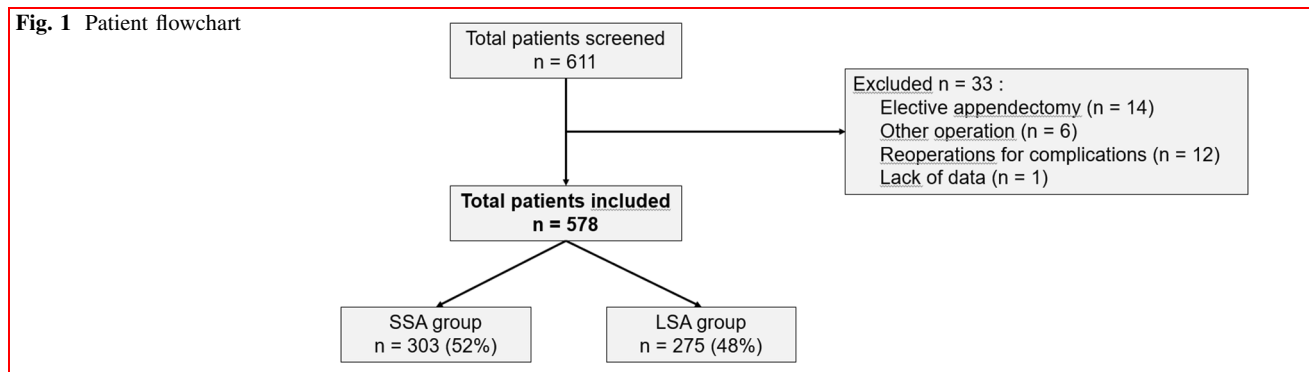 Fig. 1 Patient flowchart
Total patients screened
n = 611
Excluded n = 33 :
Elective appendectomy (n = 14)
Other operation (n = 6)
Reoperations for complications (n = 12)
Lack of data (n = 1)
Total patients included
n = 578
SSA group
n = 303 (52%)
LSA group
n = 275 (48%)